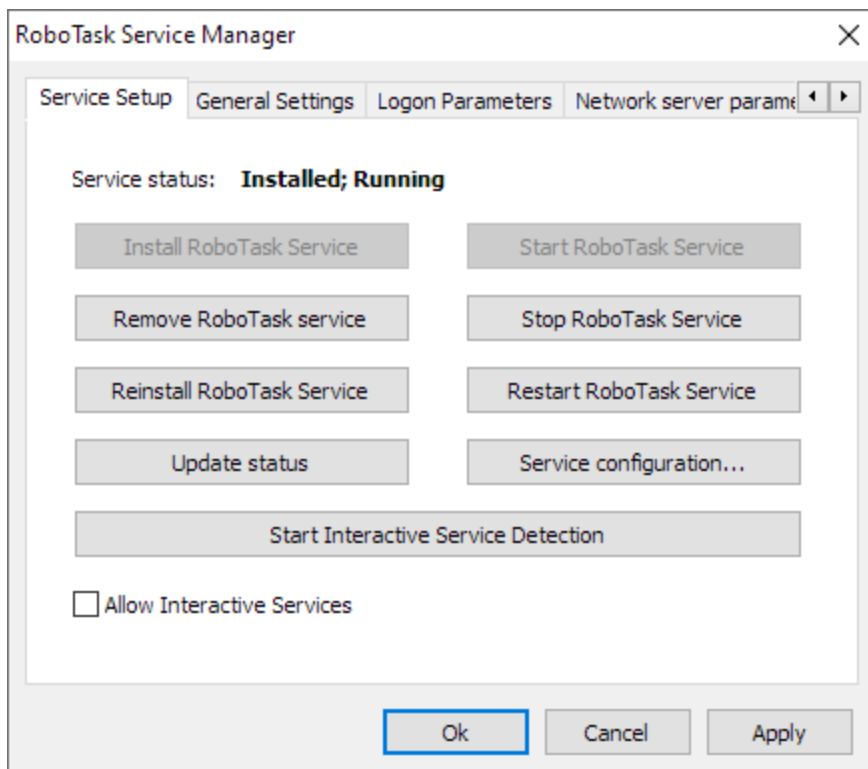 RoboTask Service Manager
Service Setup General Settings Logon Parameters Network server parame
Service status: Installed; Running
Install RoboTask Service Start RoboTask Service
Remove RoboTask service Stop RoboTask Service
Reinstall RoboTask Service Restart RoboTask Service
Update status Service configuration...
Start Interactive Service Detection
Allow Interactive Services
Ok Cancel Apply